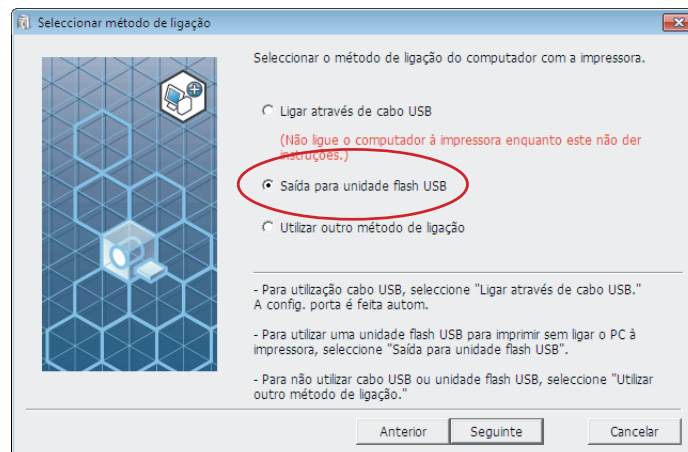 Seleccionar método de ligação
Seleccionar o método de ligação do computador com a impressora.
Ligar através de cabo USB
(Não ligue o computador à impressora enquanto este não der
instruções.)
Saída para unidade flash USB
Utilizar outro método de ligação
- Para utilização cabo USB, seleccione "Ligar através de cabo USB."
A config. porta é feita autom.
- Para utilizar uma unidade flash USB para imprimir sem ligar o PC à
impressora, seleccione "Saída para unidade flash USB".
- Para não utilizar cabo USB ou unidade flash USB, seleccione "Utilizar
outro método de ligação."
Anterior
Seguinte
Cancelar